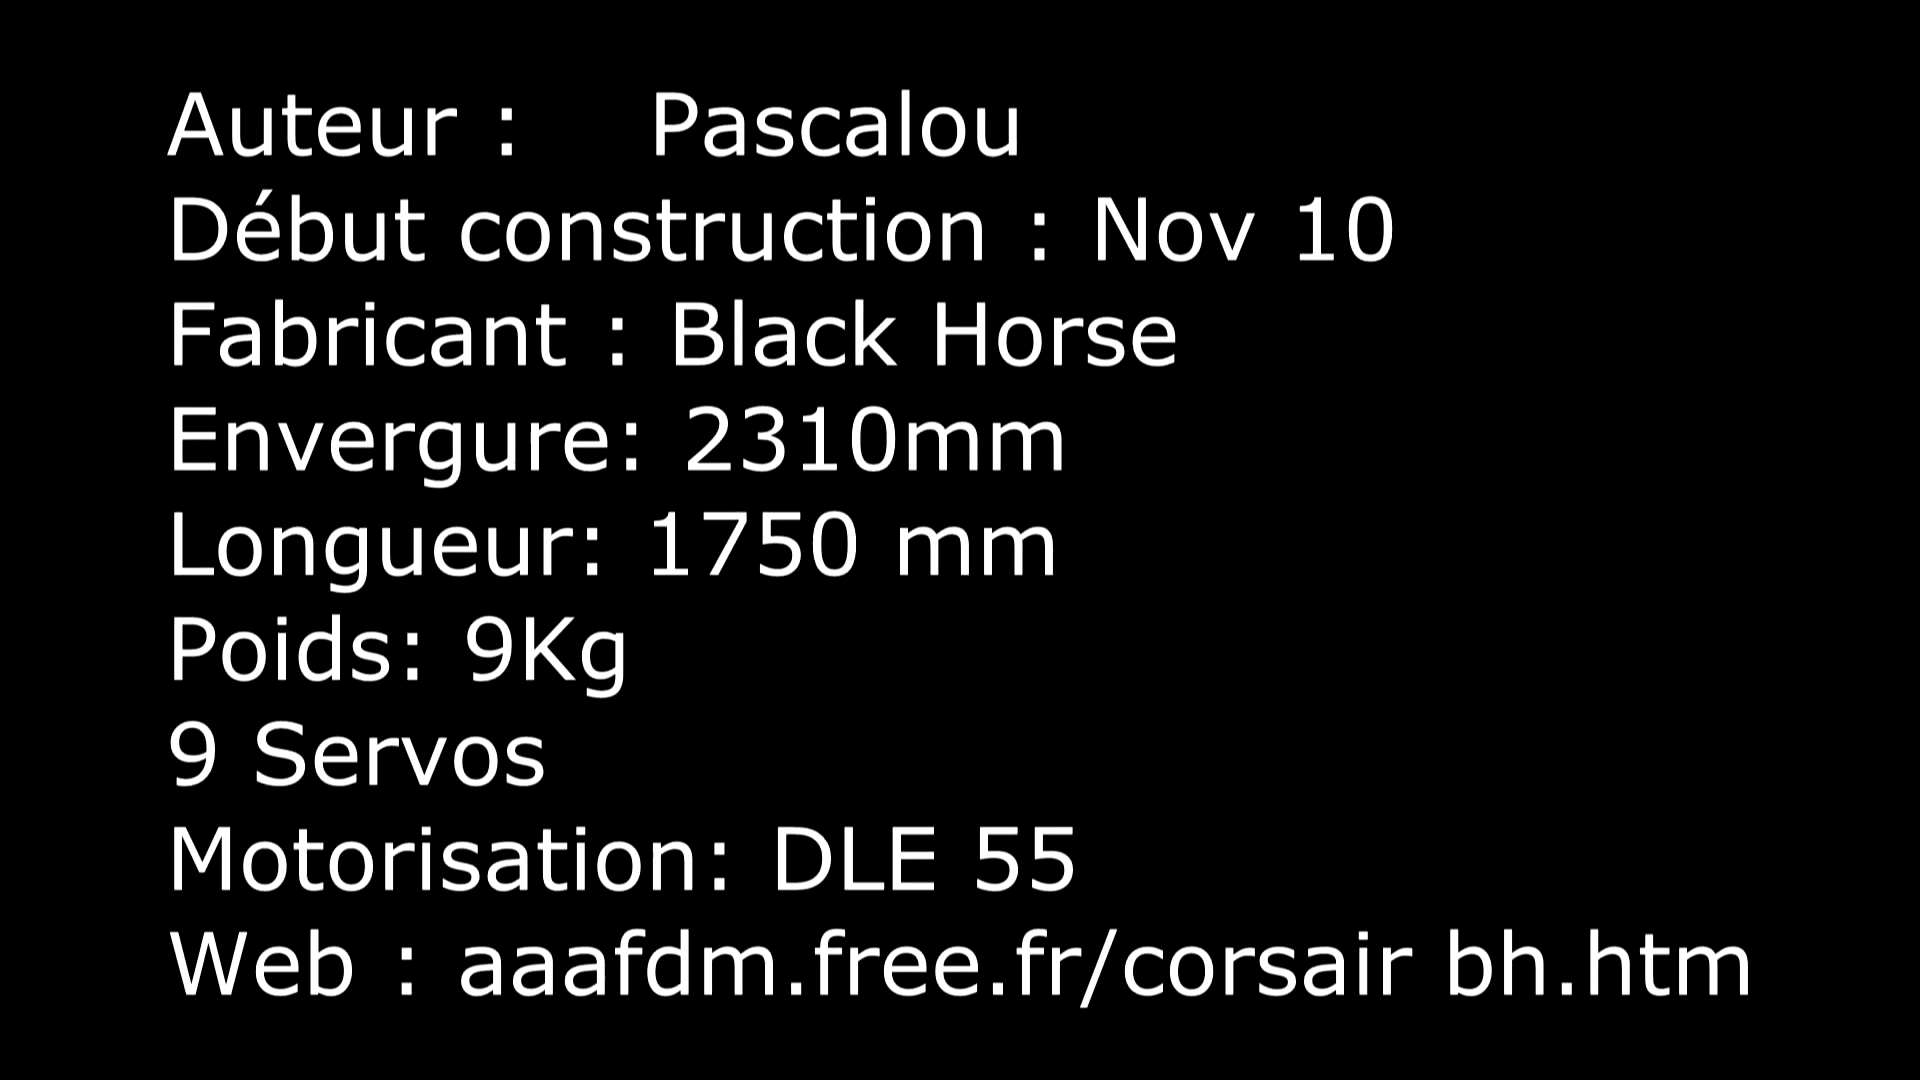 Auteur : Pascalou
Début construction : Nov 10
Fabricant : Black Horse
Envergure: 2310mm
Longueur: 1750 mm
Poids: 9Kg
9 Servos
Motorisation: DLE 55
Web : aaafdm.free.fr/corsair bh.htm